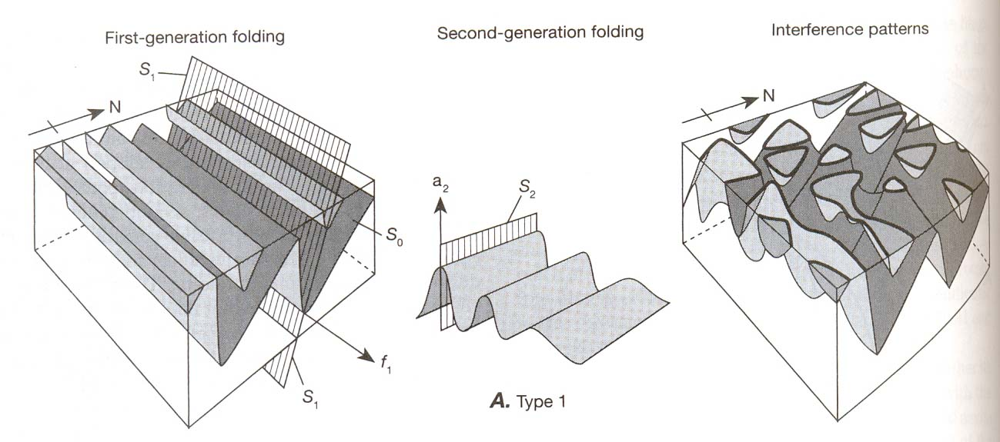 First-generation folding
Second-generation folding
Interference patterns
S1
N
N
a2
S2
S0
f1
S1
A. Type 1